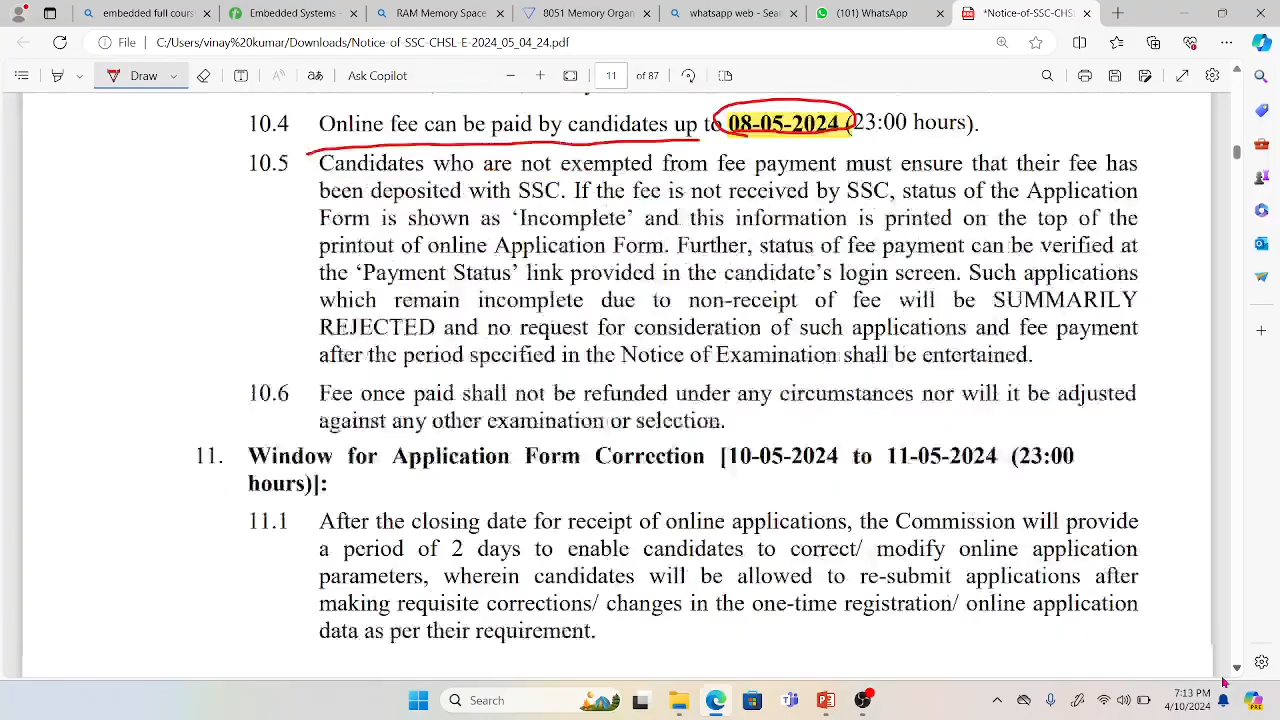 embedded full cours
Embedded Systems -
RAM Memory Space
8051 Memory Organ
whatsapp web - Sea
(101) WhatsApp
*Notice-of-SSC-CHSL-
File
C:/Users/vinay%20kumar/Downloads/Notice-of-SSC CHSL-E-2024_05_04_24.pdf
Draw
Ask Copilot
11 of 87
10.4 Online fee can be paid by candidates up to 08-05-2024 (23:00 hours).
10.5 Candidates who are not exempted from fee payment must ensure that their fee has
been deposited with SSC. If the fee is not received by SSC, status of the Application
Form is shown as ‘Incomplete’ and this information is printed on the top of the
printout of online Application Form. Further, status of fee payment can be verified at
the ‘Payment Status’ link provided in the candidate’s login screen. Such applications
which remain incomplete due to non-receipt of fee will be SUMMARILY
REJECTED and no request for consideration of such applications and fee payment
after the period specified in the Notice of Examination shall be entertained.
10.6 Fee once paid shall not be refunded under any circumstances nor will it be adjusted
against any other examination or selection.
11. Window for Application Form Correction [10-05-2024 to 11-05-2024 (23:00
hours)]:
11.1 After the closing date for receipt of online applications, the Commission will provide
a period of 2 days to enable candidates to correct/ modify online application
parameters, wherein candidates will be allowed to re-submit applications after
making requisite corrections/ changes in the one-time registration/ online application
data as per their requirement.
Search
7:13 PM
4/10/2024